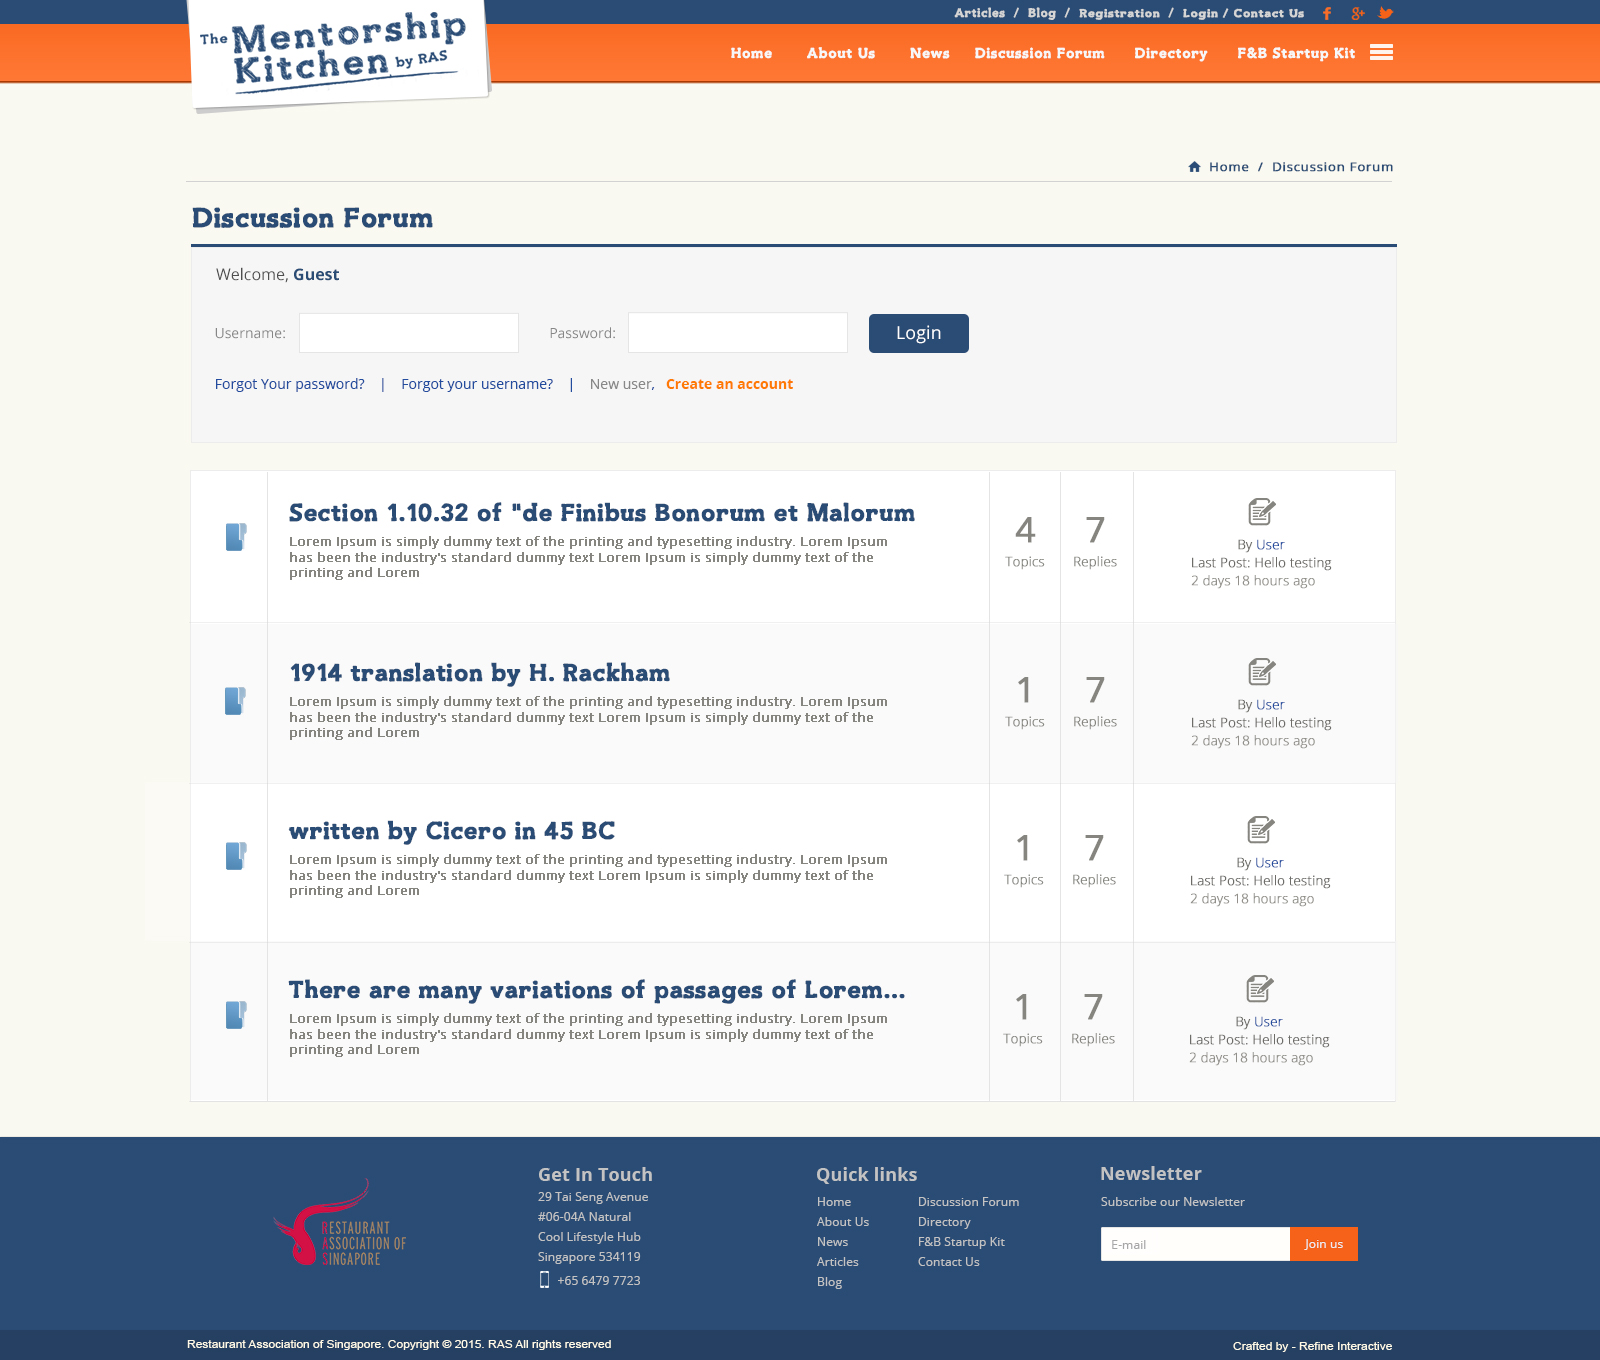 Articles / Blog / Registration / Login / Contact Us
The Mentorship
Kitchen by RAS
Home About Us News Discussion Forum Directory F&B Startup Kit
Home / Discussion Forum
Discussion Forum
Welcome, Guest
Username: Password: Login
Forgot Your password? | Forgot your username? | New user, Create an account
Section 1.10.32 of "de Finibus Bonorum et Malorum
Lorem Ipsum is simply dummy text of the printing and typesetting industry. Lorem Ipsum
has been the industry's standard dummy text Lorem Ipsum is simply dummy text of the
printing and Lorem
4
Topics
7
Replies
By User
Last Post: Hello testing
2 days 18 hours ago
1914 translation by H. Rackham
Lorem Ipsum is simply dummy text of the printing and typesetting industry. Lorem Ipsum
has been the industry's standard dummy text Lorem Ipsum is simply dummy text of the
printing and Lorem
1
Topics
7
Replies
By User
Last Post: Hello testing
2 days 18 hours ago
written by Cicero in 45 BC
Lorem Ipsum is simply dummy text of the printing and typesetting industry. Lorem Ipsum
has been the industry's standard dummy text Lorem Ipsum is simply dummy text of the
printing and Lorem
1
Topics
7
Replies
By User
Last Post: Hello testing
2 days 18 hours ago
There are many variations of passages of Lorem...
Lorem Ipsum is simply dummy text of the printing and typesetting industry. Lorem Ipsum
has been the industry's standard dummy text Lorem Ipsum is simply dummy text of the
printing and Lorem
1
Topics
7
Replies
By User
Last Post: Hello testing
2 days 18 hours ago
RESTAURANT
ASSOCIATION OF
SINGAPORE
Get In Touch
29 Tai Seng Avenue
#06-04A Natural
Cool Lifestyle Hub
Singapore 534119
+65 6479 7723
Quick links
Home
About Us
News
Articles
Blog
Discussion Forum
Directory
F&B Startup Kit
Contact Us
Newsletter
Subscribe our Newsletter
E-mail Join us
Restaurant Association of Singapore. Copyright © 2015. RAS All rights reserved
Crafted by - Refine Interactive